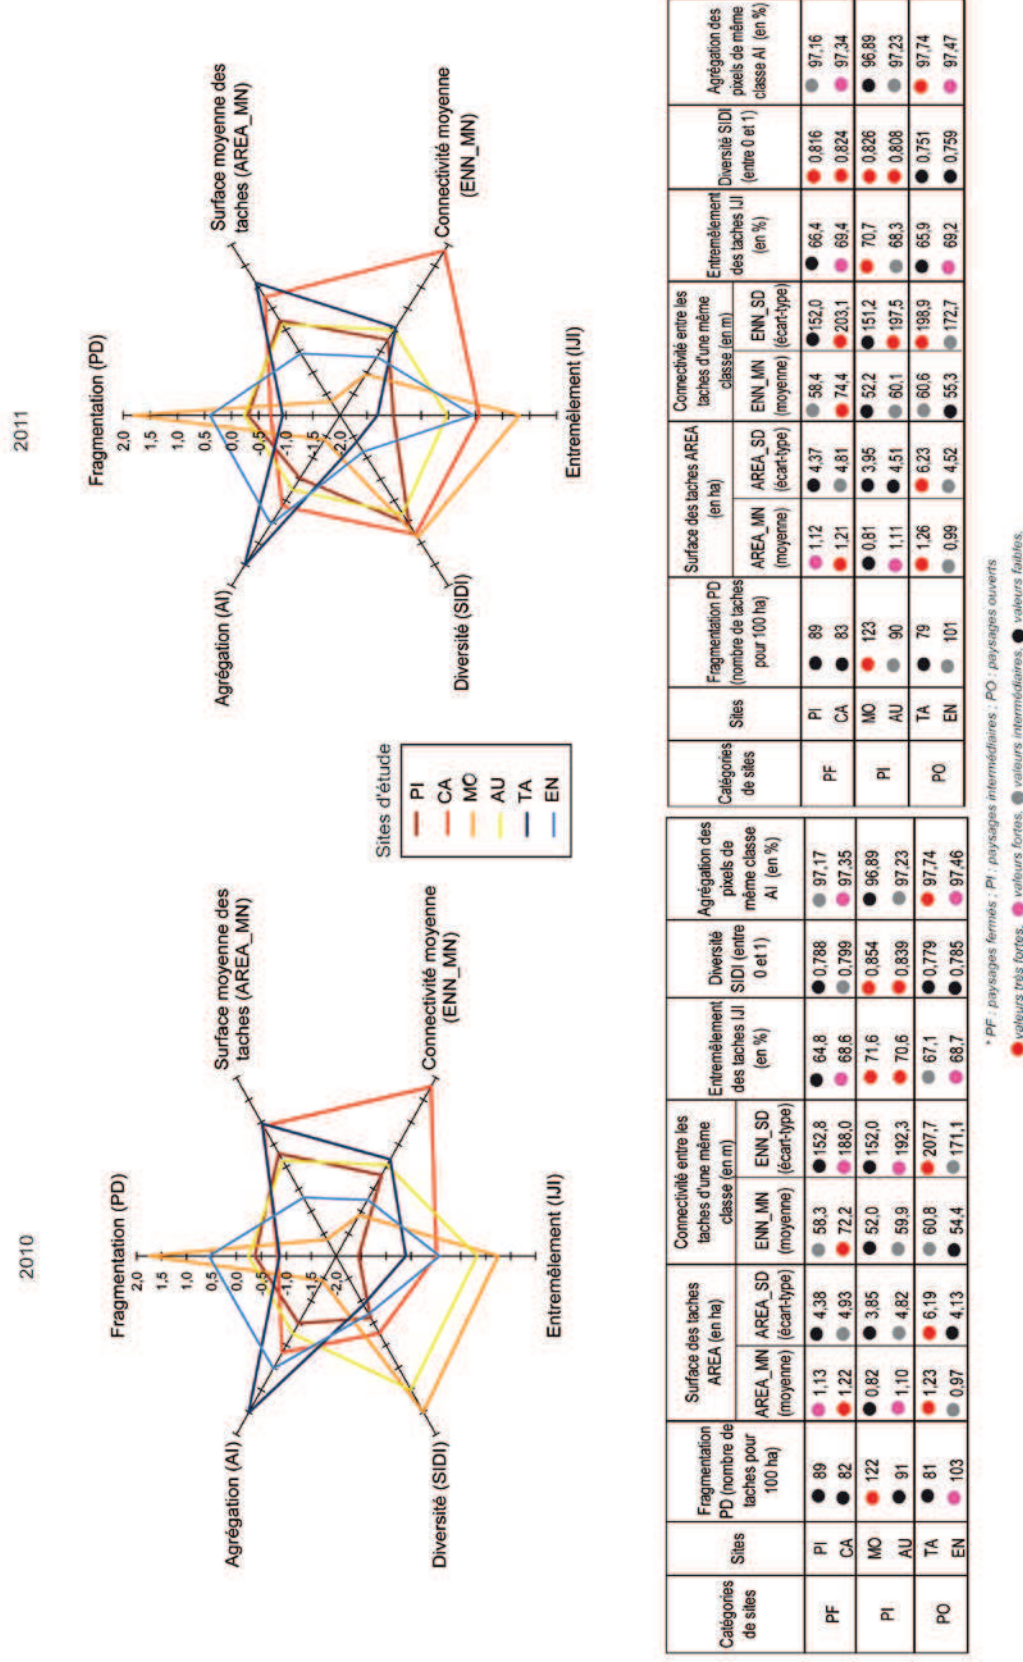 2010
Fragmentation (PD)
2,0
1,5
1,0
0,5
0,0
-0,5
-1,0
-1,5
-2,0
Surface moyenne des
taches (AREA_MN)
Connectivité moyenne
(ENN_MN)
Entremêlement (IJI)
Diversité (SIDI)
Agrégation (AI)
Sites d'étude
PI
CA
MO
AU
TA
EN
2011
Fragmentation (PD)
2,0
1,5
1,0
0,5
0,0
-0,5
-1,0
-1,5
-2,0
Surface moyenne des
taches (AREA_MN)
Connectivité moyenne
(ENN_MN)
Entremêlement (IJI)
Diversité (SIDI)
Agrégation (AI)
Catégories
de sites
Sites
Fragmentation
PD (nombre de
taches pour
100 ha)
Surface des taches
AREA (en ha)
AREA_MN
(moyenne)
AREA_SD
(écart-type)
Connectivité entre les
taches d'une même
classe (en m)
ENN_MN
(moyenne)
ENN_SD
(écart-type)
Entremêlement
des taches IJI
(en %)
Diversité
SIDI (entre
0 et 1)
Agrégation des
pixels de
même classe
AI (en %)
PF
PI 89 1,13 4,38 58,3 152,8 64,8 0,788 97,17
CA 82 1,22 4,93 72,2 188,0 68,6 0,799 97,35
PI
MO 122 0,82 3,85 52,0 152,0 71,6 0,854 96,89
AU 91 1,10 4,82 59,9 192,3 70,6 0,839 97,23
PO
TA 81 1,23 6,19 60,8 207,7 67,1 0,779 97,74
EN 103 0,97 4,13 54,4 171,1 68,7 0,785 97,46
Catégories
de sites
Sites
Fragmentation PD
(nombre de taches
pour 100 ha)
Surface des taches AREA
(en ha)
AREA_MN
(moyenne)
AREA_SD
(écart-type)
Connectivité entre les
taches d'une même
classe (en m)
ENN_MN
(moyenne)
ENN_SD
(écart-type)
Entremêlement
des taches IJI
(en %)
Diversité SIDI
(entre 0 et 1)
Agrégation des
pixels de même
classe AI (en %)
PF
PI 89 1,12 4,37 58,4 152,0 66,4 0,816 97,16
CA 83 1,21 4,81 74,4 203,1 69,4 0,824 97,34
PI
MO 123 0,81 3,95 52,2 151,2 70,7 0,826 96,89
AU 90 1,11 4,51 60,1 197,5 68,3 0,808 97,23
PO
TA 79 1,26 6,23 60,6 198,9 65,9 0,751 97,74
EN 101 0,99 4,52 55,3 172,7 69,2 0,759 97,47
* PF : paysages fermés ; PI : paysages intermédiaires ; PO : paysages ouverts
valeurs très fortes, valeurs fortes, valeurs intermédiaires, valeurs faibles.